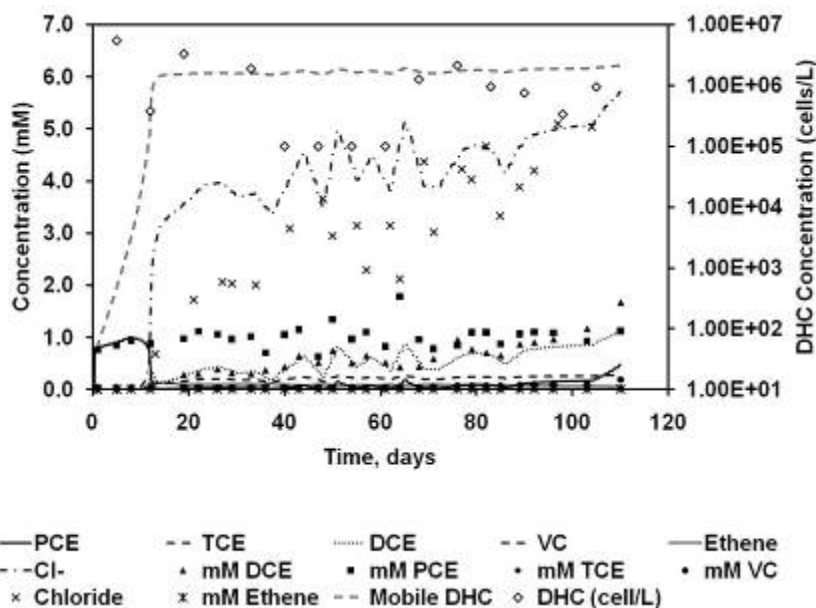 7.0 1.00E+07
6.0 1.00E+06
5.0 1.00E+05
4.0 1.00E+04
3.0 1.00E+03
2.0 1.00E+02
1.0
0.0 1.00E+01
Concentration (mM)
DHC Concentration (cells/L)
0 20 40 60 80 100 120
Time, days
PCE TCE DCE VC Ethene
Cl- mM DCE mM PCE mM TCE mM VC
Chloride mM Ethene Mobile DHC DHC (cell/L)